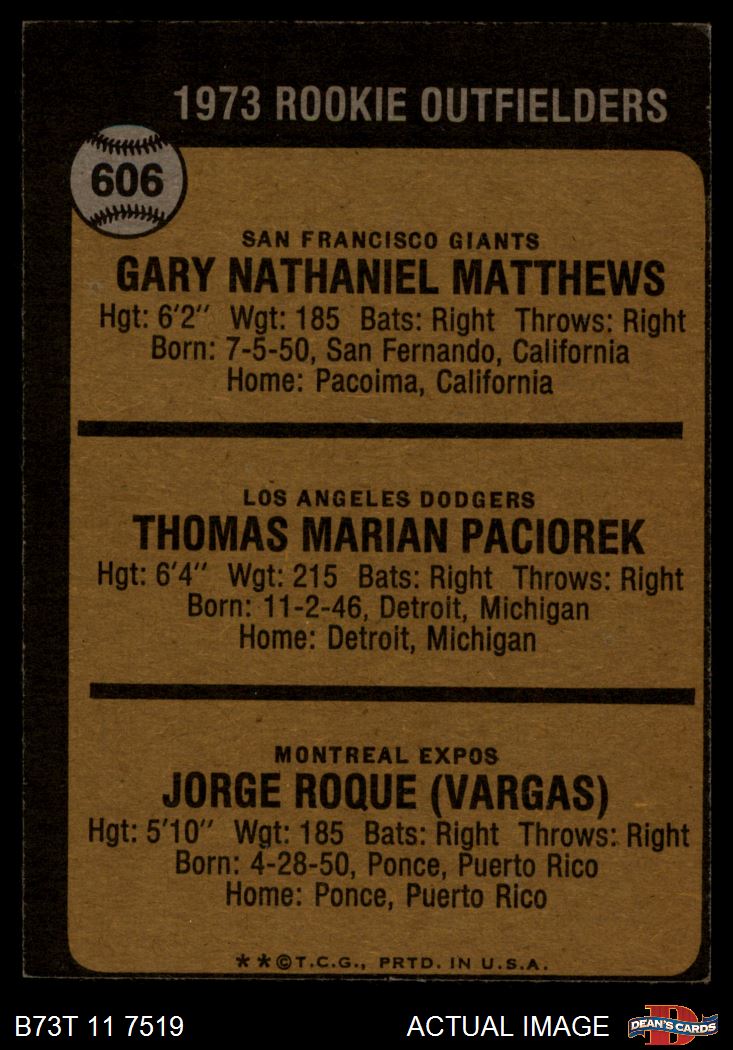 1973 ROOKIE OUTFIELDERS
606
SAN FRANCISCO GIANTS
GARY NATHANIEL MATTHEWS
Hgt: 6'2" Wgt: 185 Bats: Right Throws: Right
Born: 7-5-50, San Fernando, California
Home: Pacoima, California
LOS ANGELES DODGERS
THOMAS MARIAN PACIOREK
Hgt: 6'4" Wgt: 215 Bats: Right Throws: Right
Born: 11-2-46, Detroit, Michigan
Home: Detroit, Michigan
MONTREAL EXPOS
JORGE ROQUE (VARGAS)
Hgt: 5'10" Wgt: 185 Bats: Right Throws: Right
Born: 4-28-50, Ponce, Puerto Rico
Home: Ponce, Puerto Rico
**©T.C.G., PRTD. IN U.S.A.
B73T 11 7519
ACTUAL IMAGE
D
DEAN'S CARDS